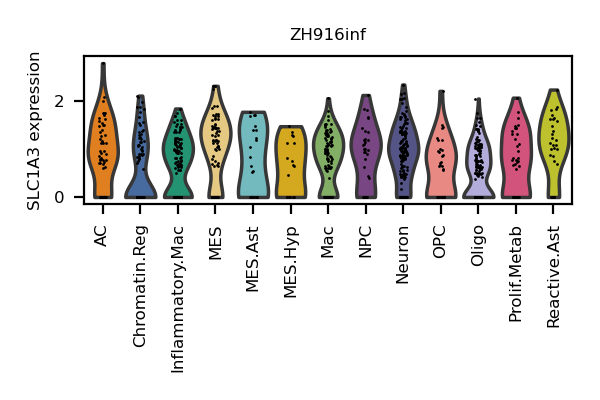 ZH916inf
SLC1A3 expression
2
0
AC
Chromatin.Reg
Inflammatory.Mac
MES
MES.Ast
MES.Hyp
Mac
NPC
Neuron
OPC
Oligo
Prolif.Metab
Reactive.Ast